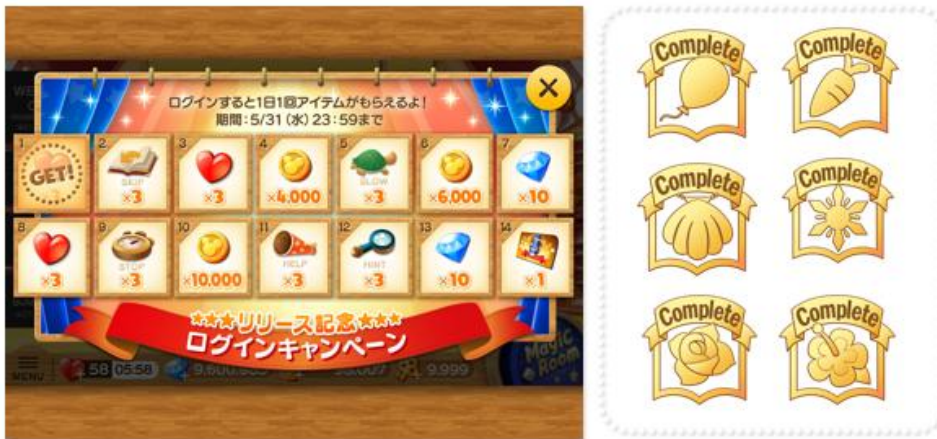 ログインすると1日1回アイテムがもらえるよ!
期間:5/31(水)23:59まで
1 GET!
2 SKIP ×3
3 ×3
4 ×4,000
5 SLOW ×3
6 ×6,000
7 ×10
8 ×3
9 STOP ×3
10 ×10,000
11 HELP ×3
12 HINT ×3
13 ×10
14 ×1
★★★リリース記念★★★
ログインキャンペーン
MENU
58 05:58
9,999
Magic
Room
Complete
Complete
Complete
Complete
Complete
Complete